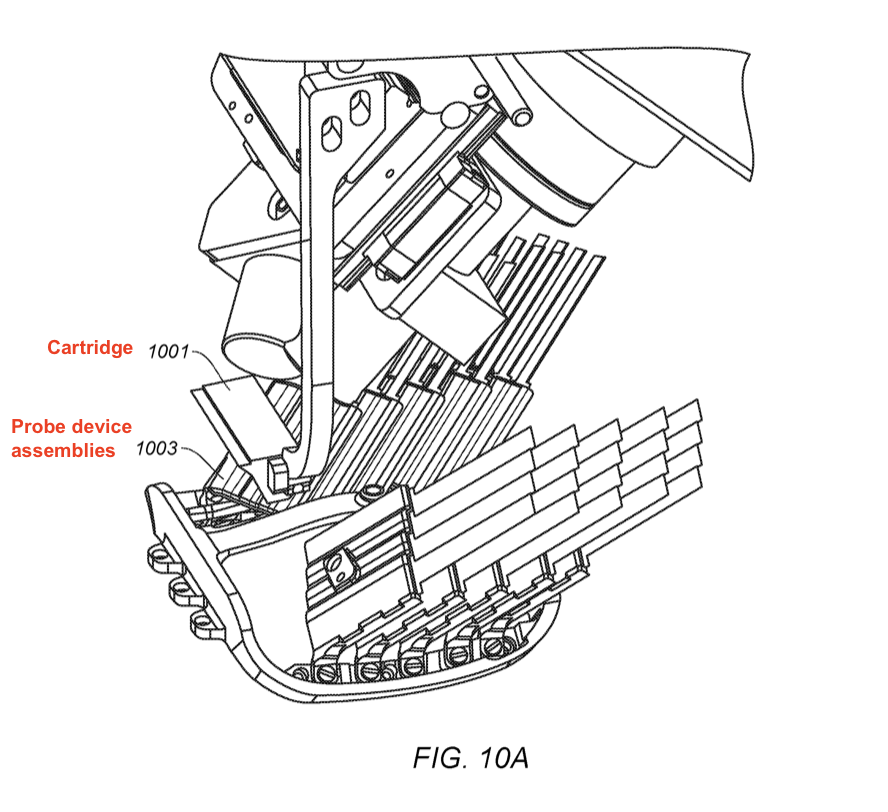 Cartridge 1001
Probe device
assemblies 1003
FIG. 10A